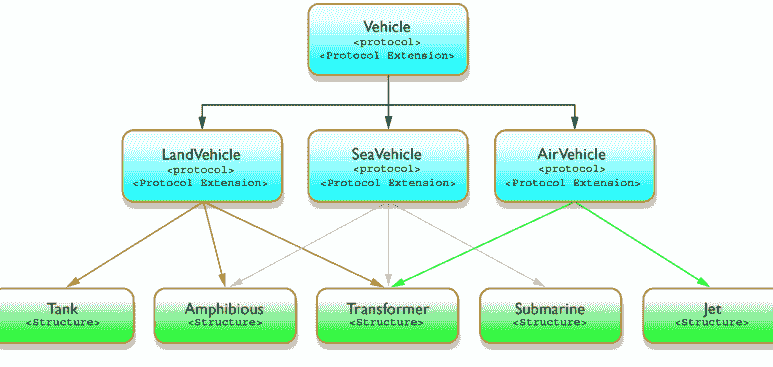 Vehicle
<protocol>
<Protocol Extension>
LandVehicle
<protocol>
<Protocol Extension>
SeaVehicle
<protocol>
<Protocol Extension>
AirVehicle
<protocol>
<Protocol Extension>
Tank
<Structure>
Amphibious
<Structure>
Transformer
<Structure>
Submarine
<Structure>
Jet
<Structure>